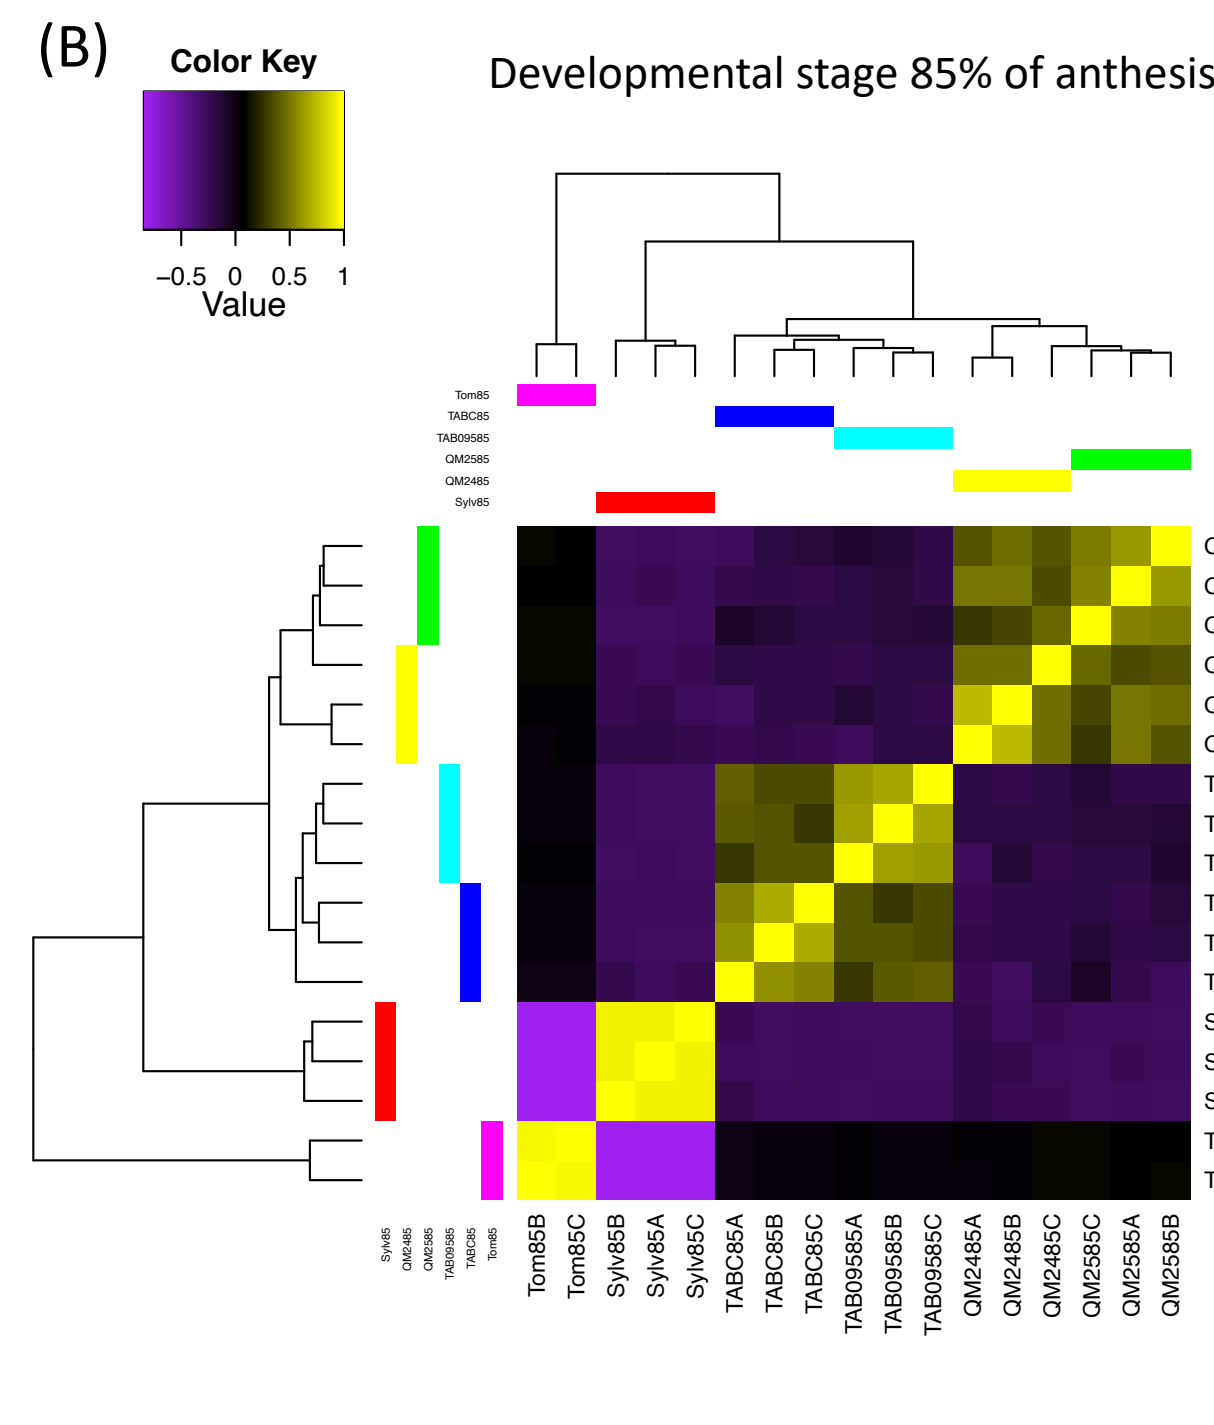 (B)
Color Key
Developmental stage 85% of anthesis
−0.5 0 0.5 1
Value
Tom85
TABC85
TAB09585
QM2585
QM2485
Sylv85
Sylv85
QM2485
QM2585
TAB09585
TABC85
Tom85
Tom85B
Tom85C
Sylv85B
Sylv85A
Sylv85C
TABC85A
TABC85B
TABC85C
TAB09585A
TAB09585B
TAB09585C
QM2485A
QM2485B
QM2485C
QM2585C
QM2585A
QM2585B